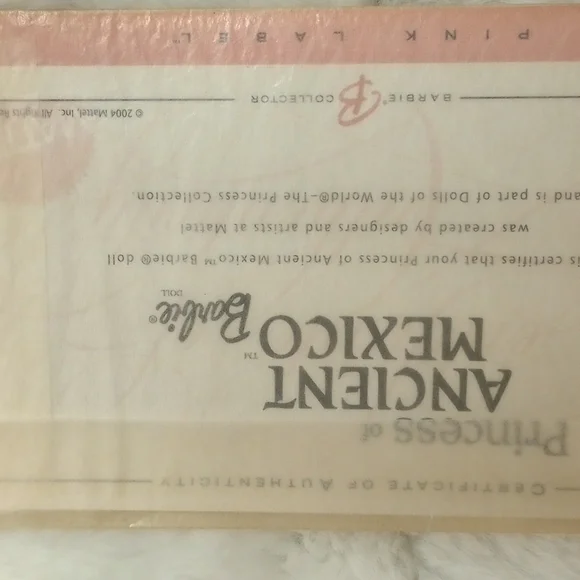 CERTIFICATE OF AUTHENTICITY
Princess of
ANCIENT
MEXICO™
Barbie®
DOLL
is certifies that your Princess of Ancient Mexico™ Barbie® doll
was created by designers and artists at Mattel
and is part of Dolls of the World®–The Princess Collection.
© 2004 Mattel, Inc. All Rights Re
BARBIE® B COLLECTOR
PINK LABEL™